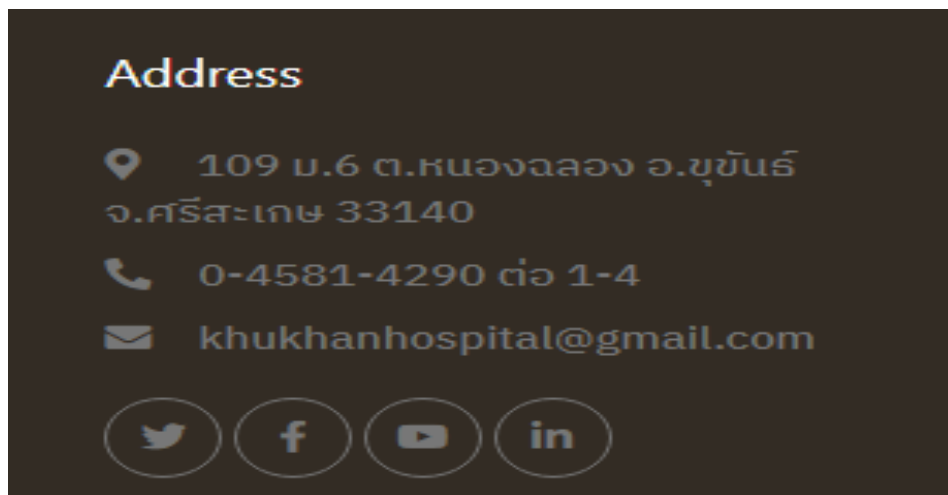 Address
109 ม.6 ต.หนองฉลอง อ.ขุขันธ์
จ.ศรีสะเกษ 33140
0-4581-4290 ต่อ 1-4
khukhanhospital@gmail.com